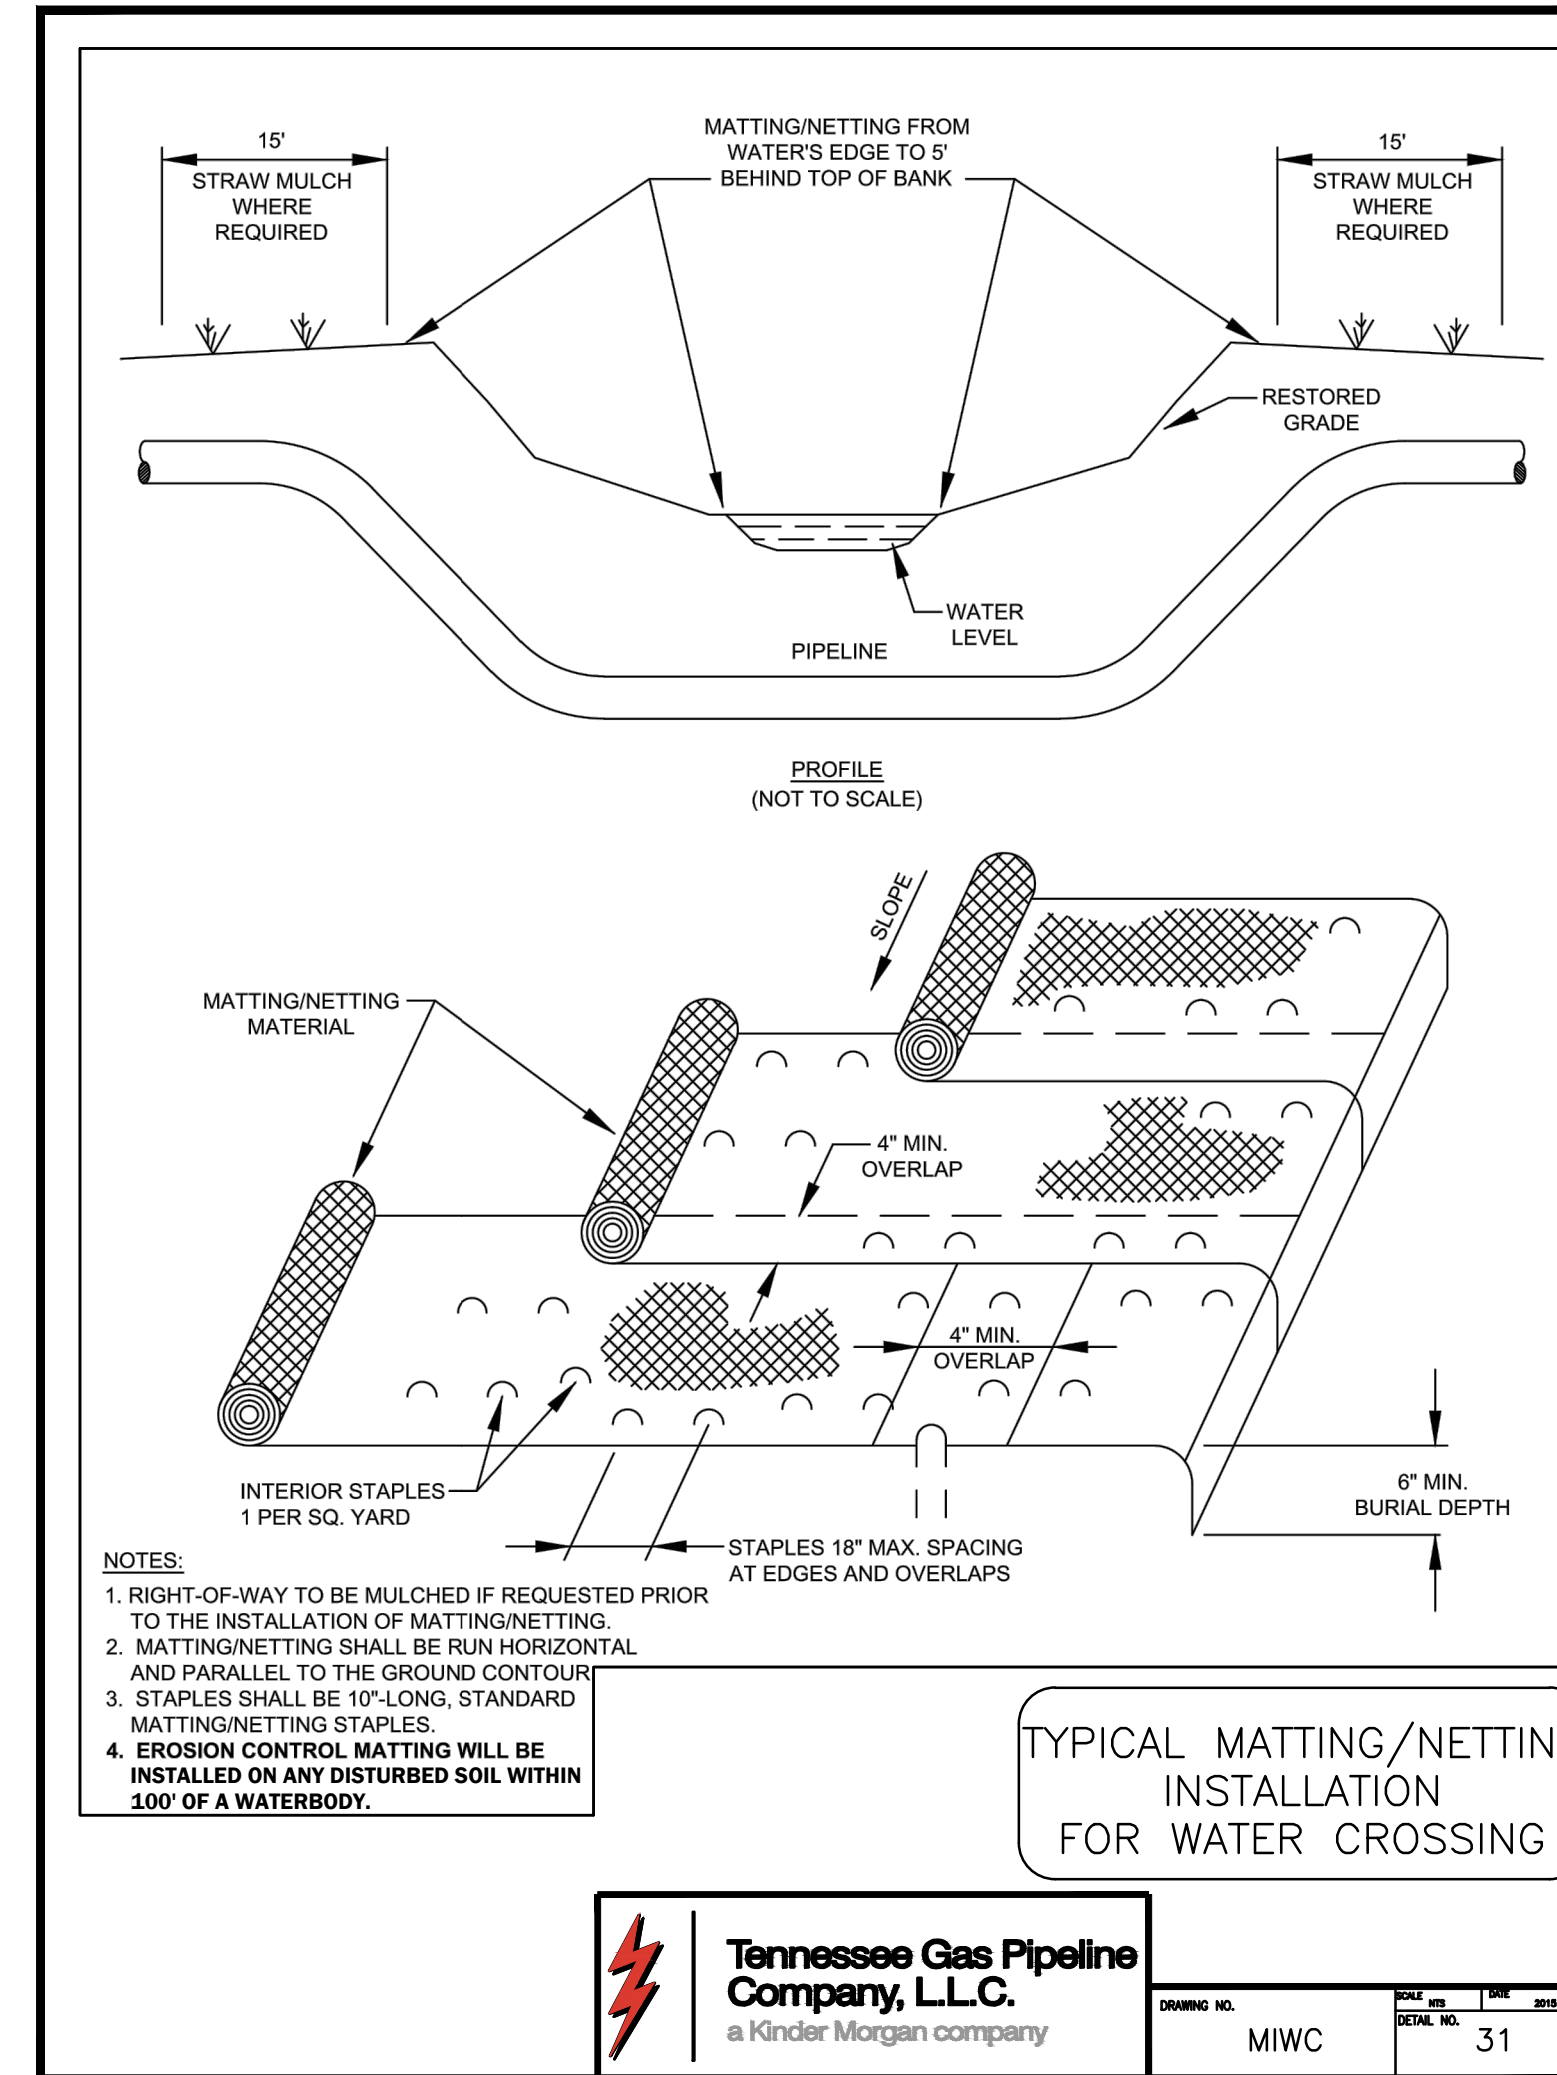 MATTING/NETTING FROM
WATER'S EDGE TO 5'
BEHIND TOP OF BANK
15'
STRAW MULCH
WHERE
REQUIRED
15'
STRAW MULCH
WHERE
REQUIRED
RESTORED
GRADE
WATER
LEVEL
PIPELINE
PROFILE
(NOT TO SCALE)
SLOPE
MATTING/NETTING
MATERIAL
4" MIN.
OVERLAP
4" MIN.
OVERLAP
INTERIOR STAPLES
1 PER SQ. YARD
6" MIN.
BURIAL DEPTH
STAPLES 18" MAX. SPACING
AT EDGES AND OVERLAPS
NOTES:
1. RIGHT-OF-WAY TO BE MULCHED IF REQUESTED PRIOR
TO THE INSTALLATION OF MATTING/NETTING.
2. MATTING/NETTING SHALL BE RUN HORIZONTAL
AND PARALLEL TO THE GROUND CONTOUR
3. STAPLES SHALL BE 10"-LONG, STANDARD
MATTING/NETTING STAPLES.
4. EROSION CONTROL MATTING WILL BE
INSTALLED ON ANY DISTURBED SOIL WITHIN
100' OF A WATERBODY.
TYPICAL MATTING/NETTIN
INSTALLATION
FOR WATER CROSSING
Tennessee Gas Pipeline
Company, L.L.C.
a Kinder Morgan company
DRAWING NO.
MIWC
SCALE
NTS
DATE
2015
DETAIL NO.
31